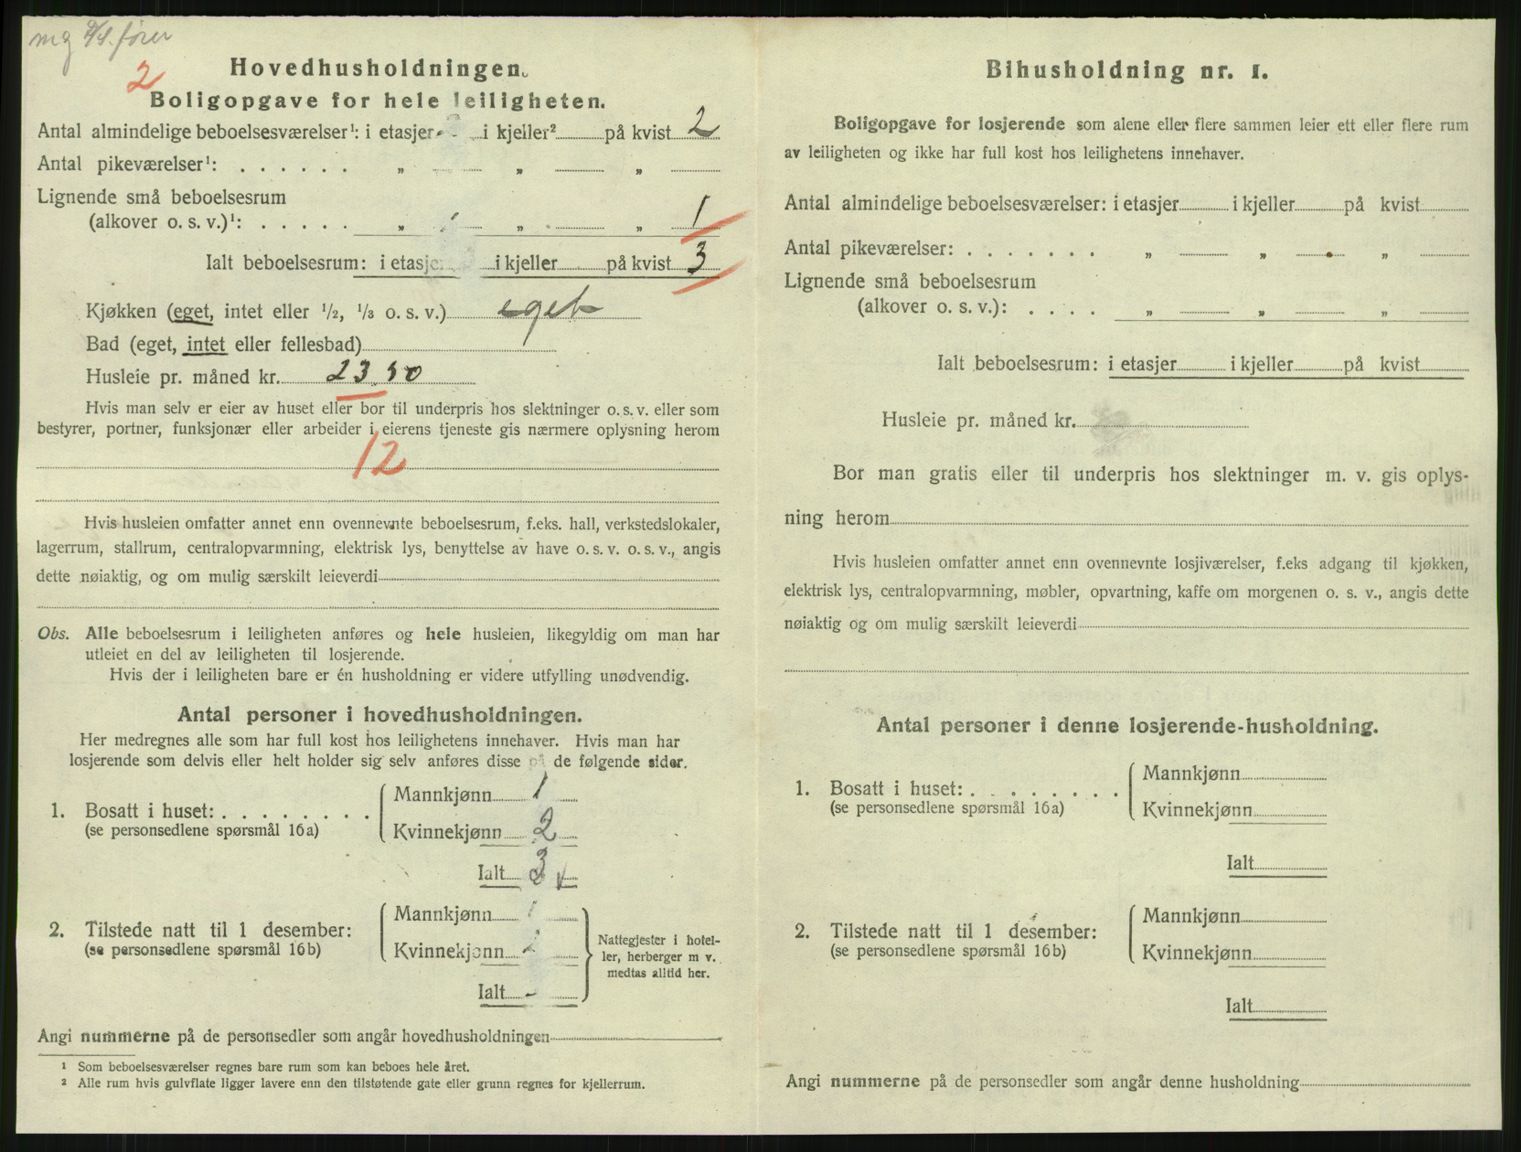 fører
2
Hovedhusholdningen.
Boligopgave for hele leiligheten.
Antal almindelige beboelsesværelser¹: i etasjer i kjeller² på kvist 2
Antal pikeværelser¹: . . . . . . „ „ „
Lignende små beboelsesrum
(alkover o. s. v.)¹: . . . . . „ „ „ 1
Ialt beboelsesrum: i etasjer i kjeller på kvist 3
Kjøkken (eget, intet eller ½, ⅓ o. s. v.) eget
Bad (eget, intet eller fellesbad)
Husleie pr. måned kr. 23.50
Hvis man selv er eier av huset eller bor til underpris hos slektninger o. s. v. eller som
bestyrer, portner, funksjonær eller arbeider i eierens tjeneste gis nærmere oplysning herom
12
Hvis husleien omfatter annet enn ovennevnte beboelsesrum, f.eks. hall, verkstedslokaler,
lagerrum, stallrum, centralopvarmning, elektrisk lys, benyttelse av have o. s. v. o. s. v., angis
dette nøiaktig, og om mulig særskilt leieverdi
Obs. Alle beboelsesrum i leiligheten anføres og hele husleien, likegyldig om man har
utleiet en del av leiligheten til losjerende.
Hvis der i leiligheten bare er én husholdning er videre utfylling unødvendig.
Antal personer i hovedhusholdningen.
Her medregnes alle som har full kost hos leilighetens innehaver. Hvis man har
losjerende som delvis eller helt holder sig selv anføres disse på de følgende sider.
1. Bosatt i huset: . . . . . . . .
(se personsedlene spørsmål 16 a)
Mannkjønn 1
Kvinnekjønn 2
Ialt 3 v
2. Tilstede natt til 1 desember:
(se personsedlene spørsmål 16 b)
Mannkjønn
Kvinnekjønn
Ialt
Nattegjester i hotel-
ler, herberger m v.
medtas alltid her.
Angi nummerne på de personsedler som angår hovedhusholdningen
¹ Som beboelsesværelser regnes bare rum som kan beboes hele året.
² Alle rum hvis gulvflate ligger lavere enn den tilstøtende gate eller grunn regnes for kjellerrum.
Bihusholdning nr. 1.
Boligopgave for losjerende som alene eller flere sammen leier ett eller flere rum
av leiligheten og ikke har full kost hos leilighetens innehaver.
Antal almindelige beboelsesværelser: i etasjer i kjeller på kvist
Antal pikeværelser: . . . . . . . „ „ „
Lignende små beboelsesrum
(alkover o. s. v.): . . . . „ „ „
Ialt beboelsesrum: i etasjer i kjeller på kvist
Husleie pr. måned kr.
Bor man gratis eller til underpris hos slektninger m. v. gis oplys-
ning herom
Hvis husleien omfatter annet enn ovennevnte losjiværelser, f.eks adgang til kjøkken,
elektrisk lys, centralopvarmning, møbler, opvartning, kaffe om morgenen o. s. v., angis dette
nøiaktig og om mulig særskilt leieverdi
Antal personer i denne losjerende-husholdning.
1. Bosatt i huset: . . . . . . . .
(se personsedlene spørsmål 16 a)
Mannkjønn
Kvinnekjønn
Ialt
2. Tilstede natt til 1 desember:
(se personsedlene spørsmål 16 b)
Mannkjønn
Kvinnekjønn
Ialt
Angi nummerne på de personsedler som angår denne husholdning